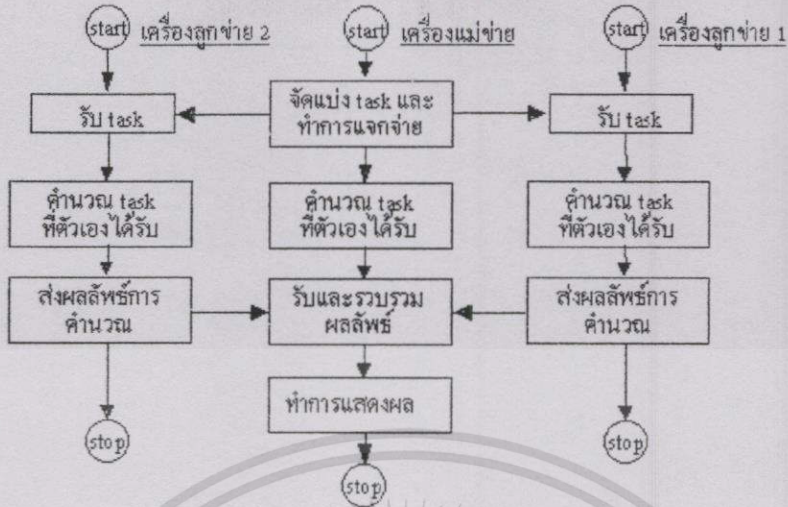 start เครื่องลูกข่าย 2
start เครื่องแม่ข่าย
start เครื่องลูกข่าย 1
รับ task
จัดแบ่ง task และ
ทำการแจกจ่าย
รับ task
คำนวณ task
ที่ตัวเองได้รับ
คำนวณ task
ที่ตัวเองได้รับ
คำนวณ task
ที่ตัวเองได้รับ
ส่งผลลัพธ์การ
คำนวณ
รับและรวบรวม
ผลลัพธ์
ส่งผลลัพธ์การ
คำนวณ
ทำการแสดงผล
stop
stop
stop